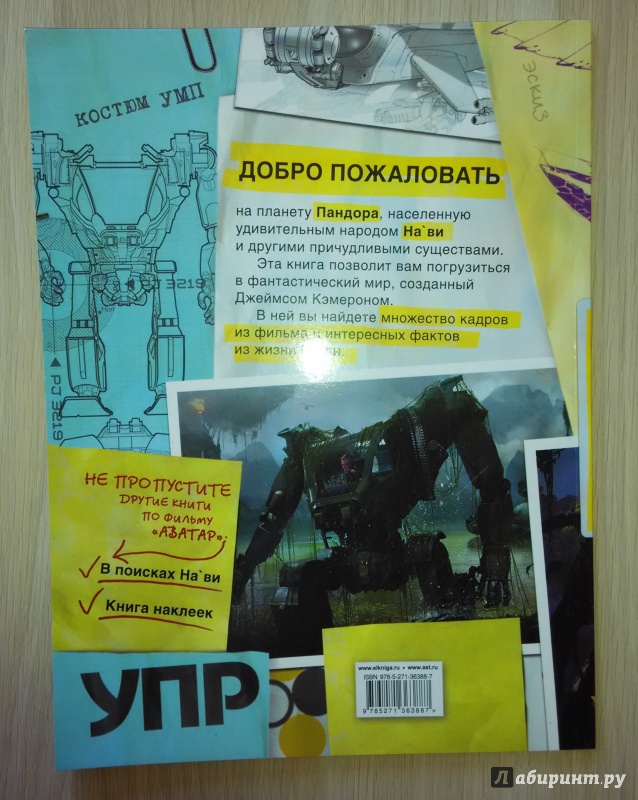 КОСТЮМ УМП
ЭСКИЗ
ДОБРО ПОЖАЛОВАТЬ
на планету Пандора, населенную
удивительным народом На`ви
и другими причудливыми существами.
Эта книга позволит вам погрузиться
в фантастический мир, созданный
Джеймсом Кэмероном.
В ней вы найдете множество кадров
из фильма и интересных фактов
из жизни
PJ 3219
PJ 3219
НЕ ПРОПУСТИТЕ
ДРУГИЕ КНИГИ
ПО ФИЛЬМУ
«АВАТАР»:
В поисках На`ви
Книга наклеек
УПР
www.elkniga.ru • www.ast.ru
ISBN 978-5-271-36388-7
9 785271 363887 >
Лабиринт.ру